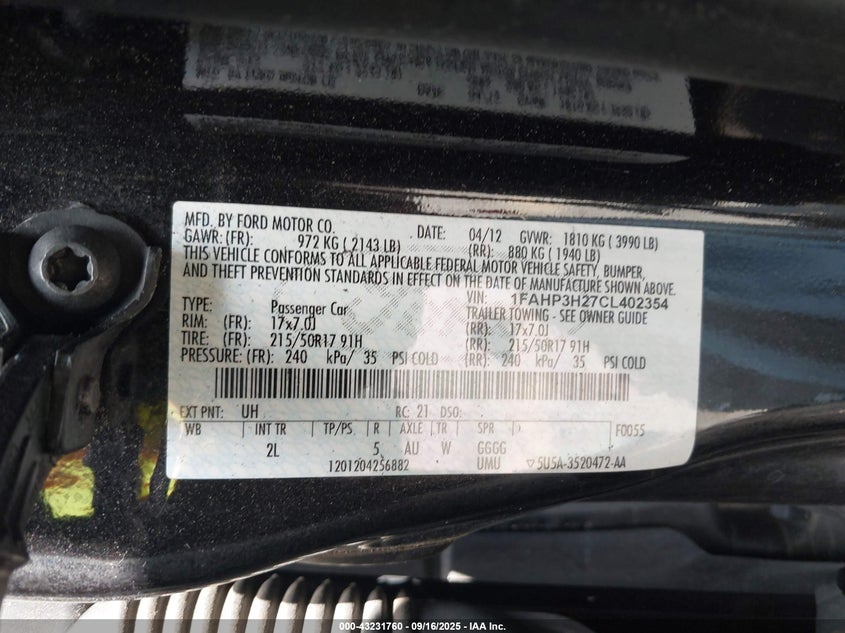 MFD. BY FORD MOTOR CO.
DATE: 04/12 GVWR: 1810 KG ( 3990 LB)
GAWR: (FR): 972 KG ( 2143 LB) (RR): 880 KG ( 1940 LB)
THIS VEHICLE CONFORMS TO ALL APPLICABLE FEDERAL MOTOR VEHICLE SAFETY, BUMPER,
AND THEFT PREVENTION STANDARDS IN EFFECT ON THE DATE OF MANUFACTURE SHOWN ABOVE.
VIN: 1FAHP3H27CL402354
TYPE: Passenger Car TRAILER TOWING - SEE OWNER GUIDE
RIM: (FR): 17x7.0J (RR): 17x7.0J
TIRE: (FR): 215/50R17 91H (RR): 215/50R17 91H
PRESSURE: (FR): 240 kPa/ 35 PSI COLD (RR): 240 kPa/ 35 PSI COLD
EXT PNT: UH RC: 21 DSO:
WB INT TR TP/PS R AXLE TR SPR F0055
2L 5 AU W GGGG
1201204256882 UMU ▽5U5A-3520472-AA
000-43231760 - 09/16/2025 - IAA Inc.